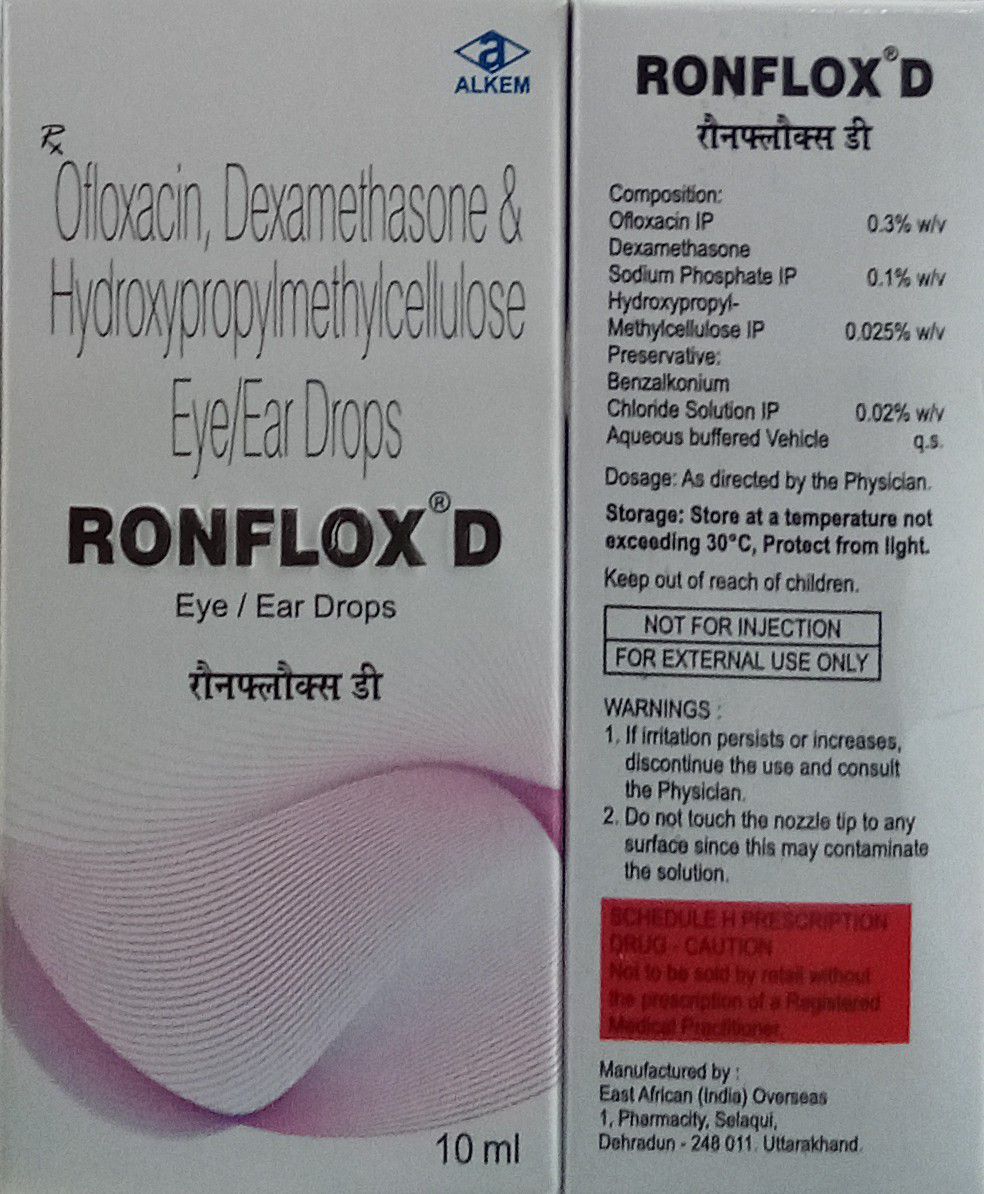 ALKEM
Rx
Ofloxacin, Dexamethasone &
Hydroxypropylmethylcellulose
Eye/Ear Drops
RONFLOX® D
Eye / Ear Drops
रौनफ्लौक्स डी
10 ml
RONFLOX® D
रौनफ्लौक्स डी
Composition:
Ofloxacin IP 0.3% w/v
Dexamethasone
Sodium Phosphate IP 0.1% w/v
Hydroxypropyl-
Methylcellulose IP 0.025% w/v
Preservative:
Benzalkonium
Chloride Solution IP 0.02% w/v
Aqueous buffered Vehicle q.s.
Dosage: As directed by the Physician.
Storage: Store at a temperature not
exceeding 30°C, Protect from light.
Keep out of reach of children.
NOT FOR INJECTION
FOR EXTERNAL USE ONLY
WARNINGS :
1. If irritation persists or increases,
discontinue the use and consult
the Physician.
2. Do not touch the nozzle tip to any
surface since this may contaminate
the solution.
SCHEDULE H PRESCRIPTION
DRUG - CAUTION
Not to be sold by retail without
the prescription of a Registered
Medical Practitioner.
Manufactured by :
East African (India) Overseas
1, Pharmacity, Selaqui,
Dehradun - 248 011. Uttarakhand.